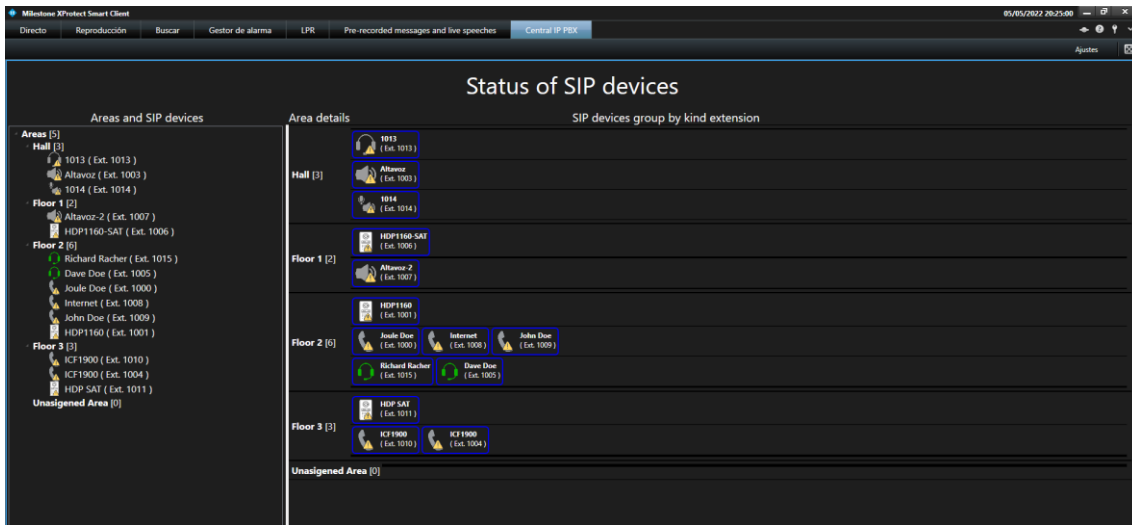 Milestone XProtect Smart Client
05/05/2022 20:25:00
Directo Reproducción Buscar Gestor de alarma LPR Pre-recorded messages and live speeches Central IP PBX
Ajustes
Status of SIP devices
Areas and SIP devices
Areas [5]
Hall [3]
1013 ( Ext. 1013 )
Altavoz ( Ext. 1003 )
1014 ( Ext. 1014 )
Floor 1 [2]
Altavoz-2 ( Ext. 1007 )
HDP1160-SAT ( Ext. 1006 )
Floor 2 [6]
Richard Racher ( Ext. 1015 )
Dave Doe ( Ext. 1005 )
Joule Doe ( Ext. 1000 )
Internet ( Ext. 1008 )
John Doe ( Ext. 1009 )
HDP1160 ( Ext. 1001 )
Floor 3 [3]
ICF1900 ( Ext. 1010 )
ICF1900 ( Ext. 1004 )
HDP SAT ( Ext. 1011 )
Unasigened Area [0]
Area details
SIP devices group by kind extension
Hall [3]
1013
( Ext. 1013 )
Altavoz
( Ext. 1003 )
1014
( Ext. 1014 )
Floor 1 [2]
HDP1160-SAT
( Ext. 1006 )
Altavoz-2
( Ext. 1007 )
Floor 2 [6]
HDP1160
( Ext. 1001 )
Joule Doe
( Ext. 1000 )
Internet
( Ext. 1008 )
John Doe
( Ext. 1009 )
Richard Racher
( Ext. 1015 )
Dave Doe
( Ext. 1005 )
Floor 3 [3]
HDP SAT
( Ext. 1011 )
ICF1900
( Ext. 1010 )
ICF1900
( Ext. 1004 )
Unasigened Area [0]